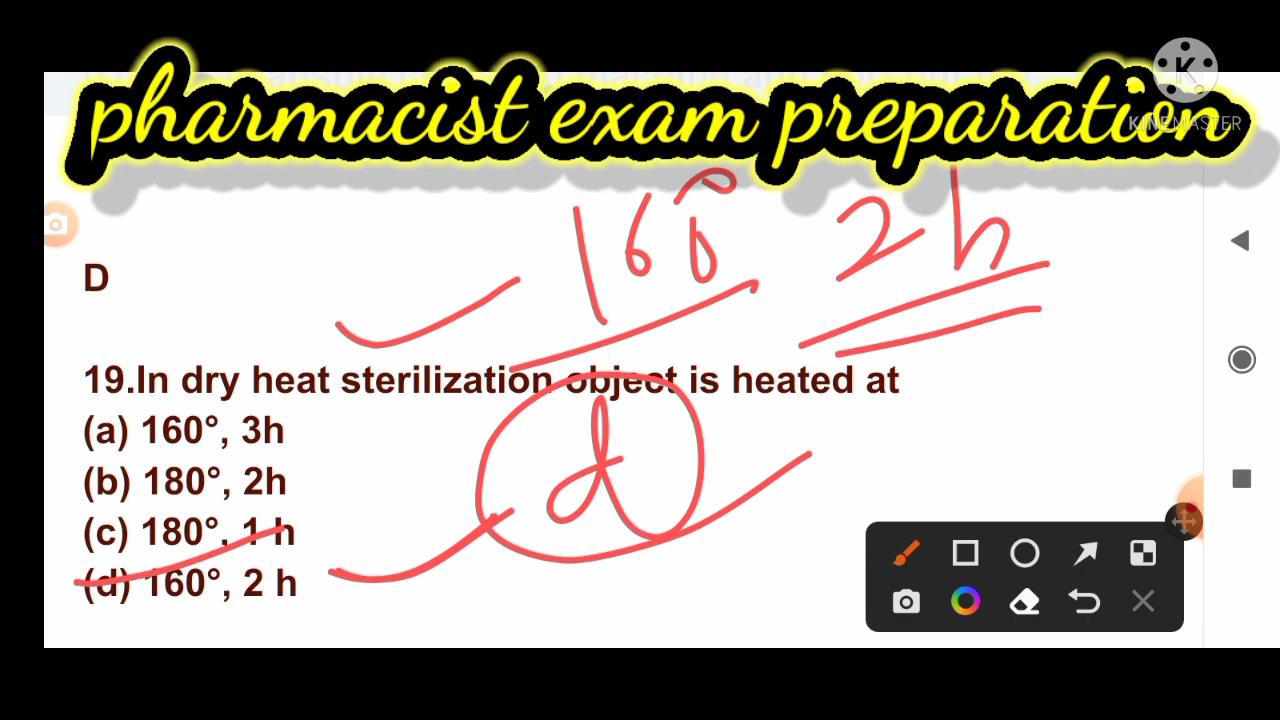 pharmacist exam preparation
KINEMASTER
160° 2h
D
19.In dry heat sterilization object is heated at
(a) 160°, 3h
(b) 180°, 2h
(c) 180°. 1 h
(d) 160°, 2 h
d